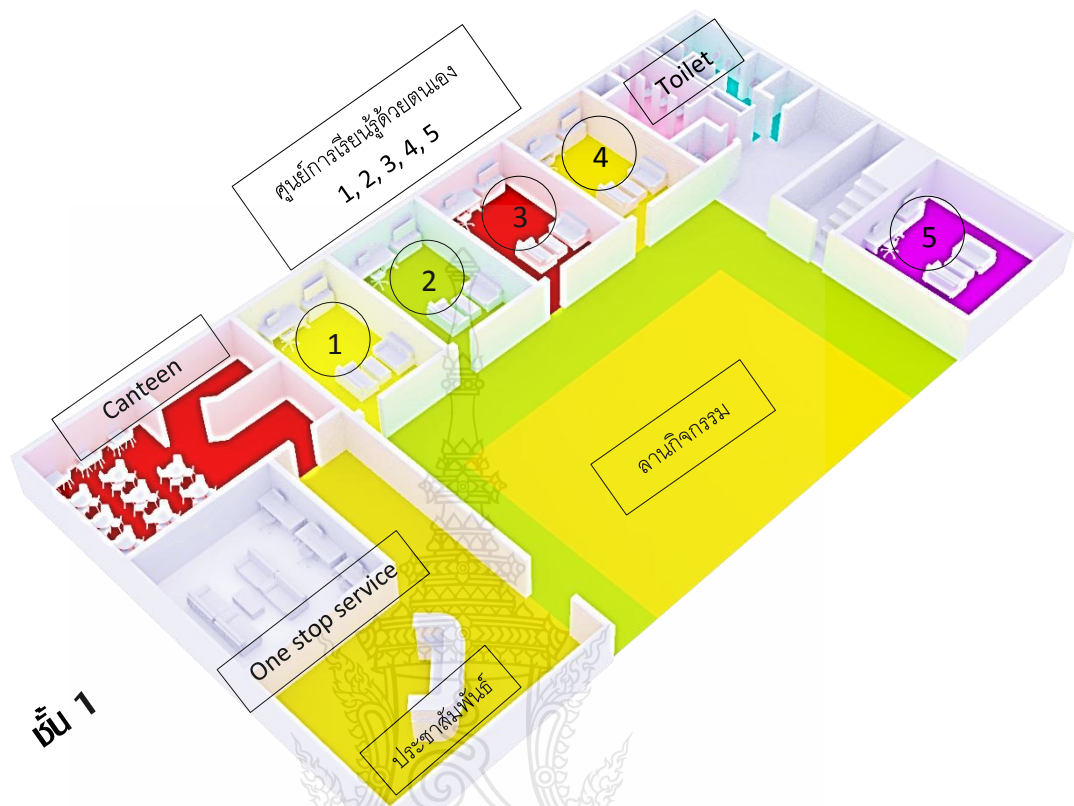 Toilet
ศูนย์การเรียนรู้ด้วยตนเอง
1, 2, 3, 4, 5
4
3
5
2
1
Canteen
ลานกิจกรรม
One stop service
ประชาสัมพันธ์
ชั้น 1